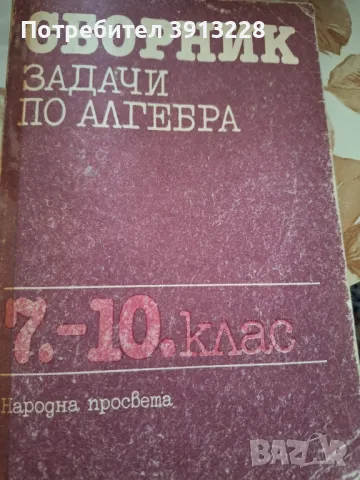 Потребител 3913228
СБОРНИК
ЗАДАЧИ
ПО АЛГЕБРА
7.-10. клас
Народна просвета
BAZAR